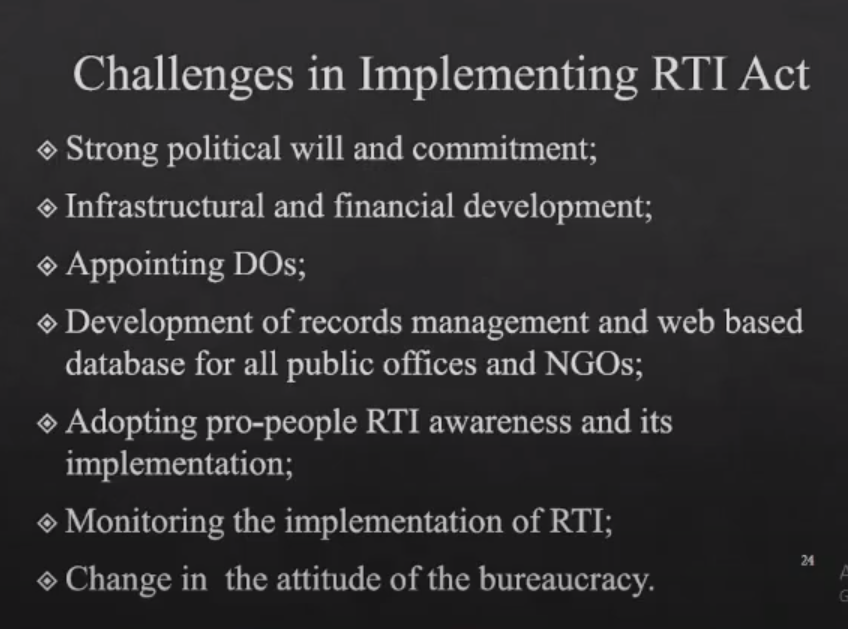 Challenges in Implementing RTI Act
Strong political will and commitment;
Infrastructural and financial development;
Appointing DOs;
Development of records management and web based
database for all public offices and NGOs;
Adopting pro-people RTI awareness and its
implementation;
Monitoring the implementation of RTI;
24
Change in  the attitude of the bureaucracy.